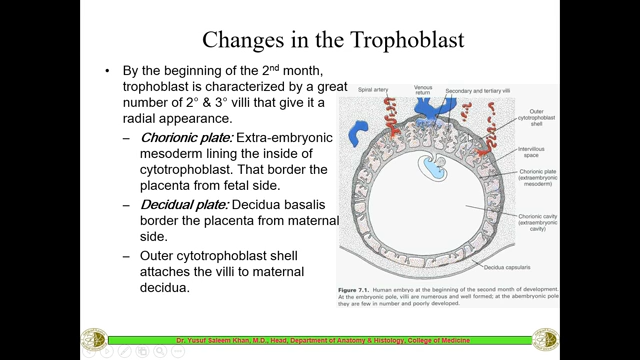 Changes in the Trophoblast
• By the beginning of the 2nd month,
trophoblast is characterized by a great
number of 2° & 3° villi that give it a
radial appearance.
– Chorionic plate: Extra-embryonic
mesoderm lining the inside of
cytotrophoblast. That border the
placenta from fetal side.
– Decidual plate: Decidua basalis
border the placenta from maternal
side.
– Outer cytotrophoblast shell
attaches the villi to maternal
decidua.
Spiral artery
Venous
return
Secondary and tertiary villi
Outer
cytotrophoblast
shell
Intervillous
space
Chorionic plate
(extraembryonic
mesoderm)
Chorionic cavity
(extraembryonic
cavity)
Decidua capsularis
Figure 7.1. Human embryo at the beginning of the second month of development.
At the embryonic pole, villi are numerous and well formed; at the abembryonic pole
they are few in number and poorly developed.
Dr. Yusuf Saleem Khan, M.D., Head, Department of Anatomy & Histology, College of Medicine